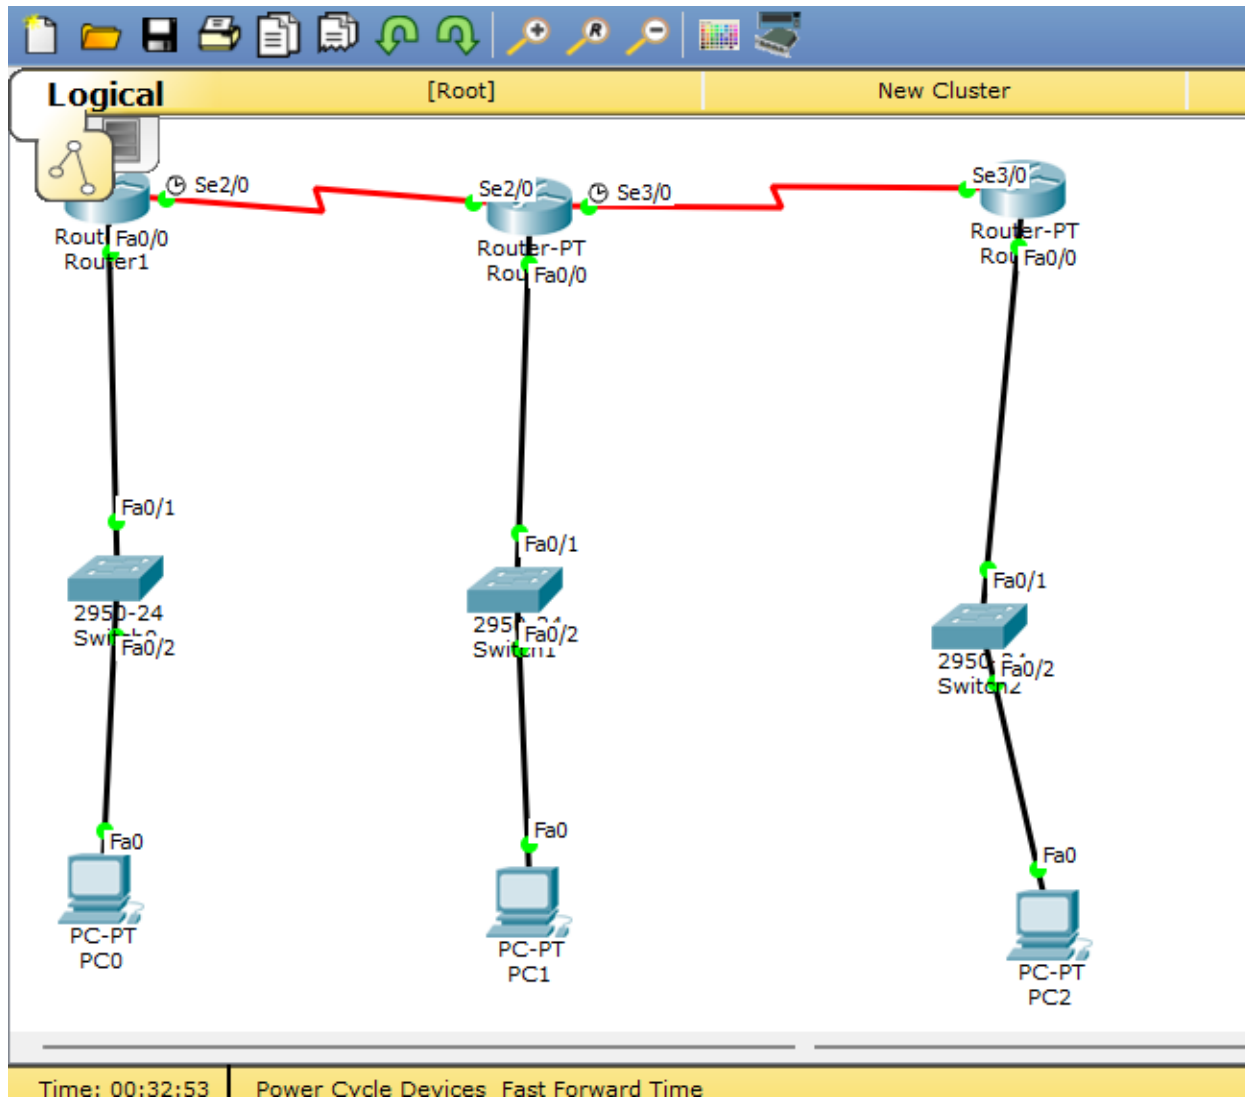 Logical
[Root]
New Cluster
R
Se2/0
Se2/0
Se3/0
Se3/0
Fa0/0
Router1
Router-PT
Fa0/0
Router-PT
Fa0/0
Fa0/1
Fa0/1
Fa0/1
2950-24
Fa0/2
Fa0/2
Switch1
Fa0/2
Switch2
Fa0
Fa0
Fa0
PC-PT
PC0
PC-PT
PC1
PC-PT
PC2
Time: 00:32:53
Power Cycle Devices Fast Forward Time